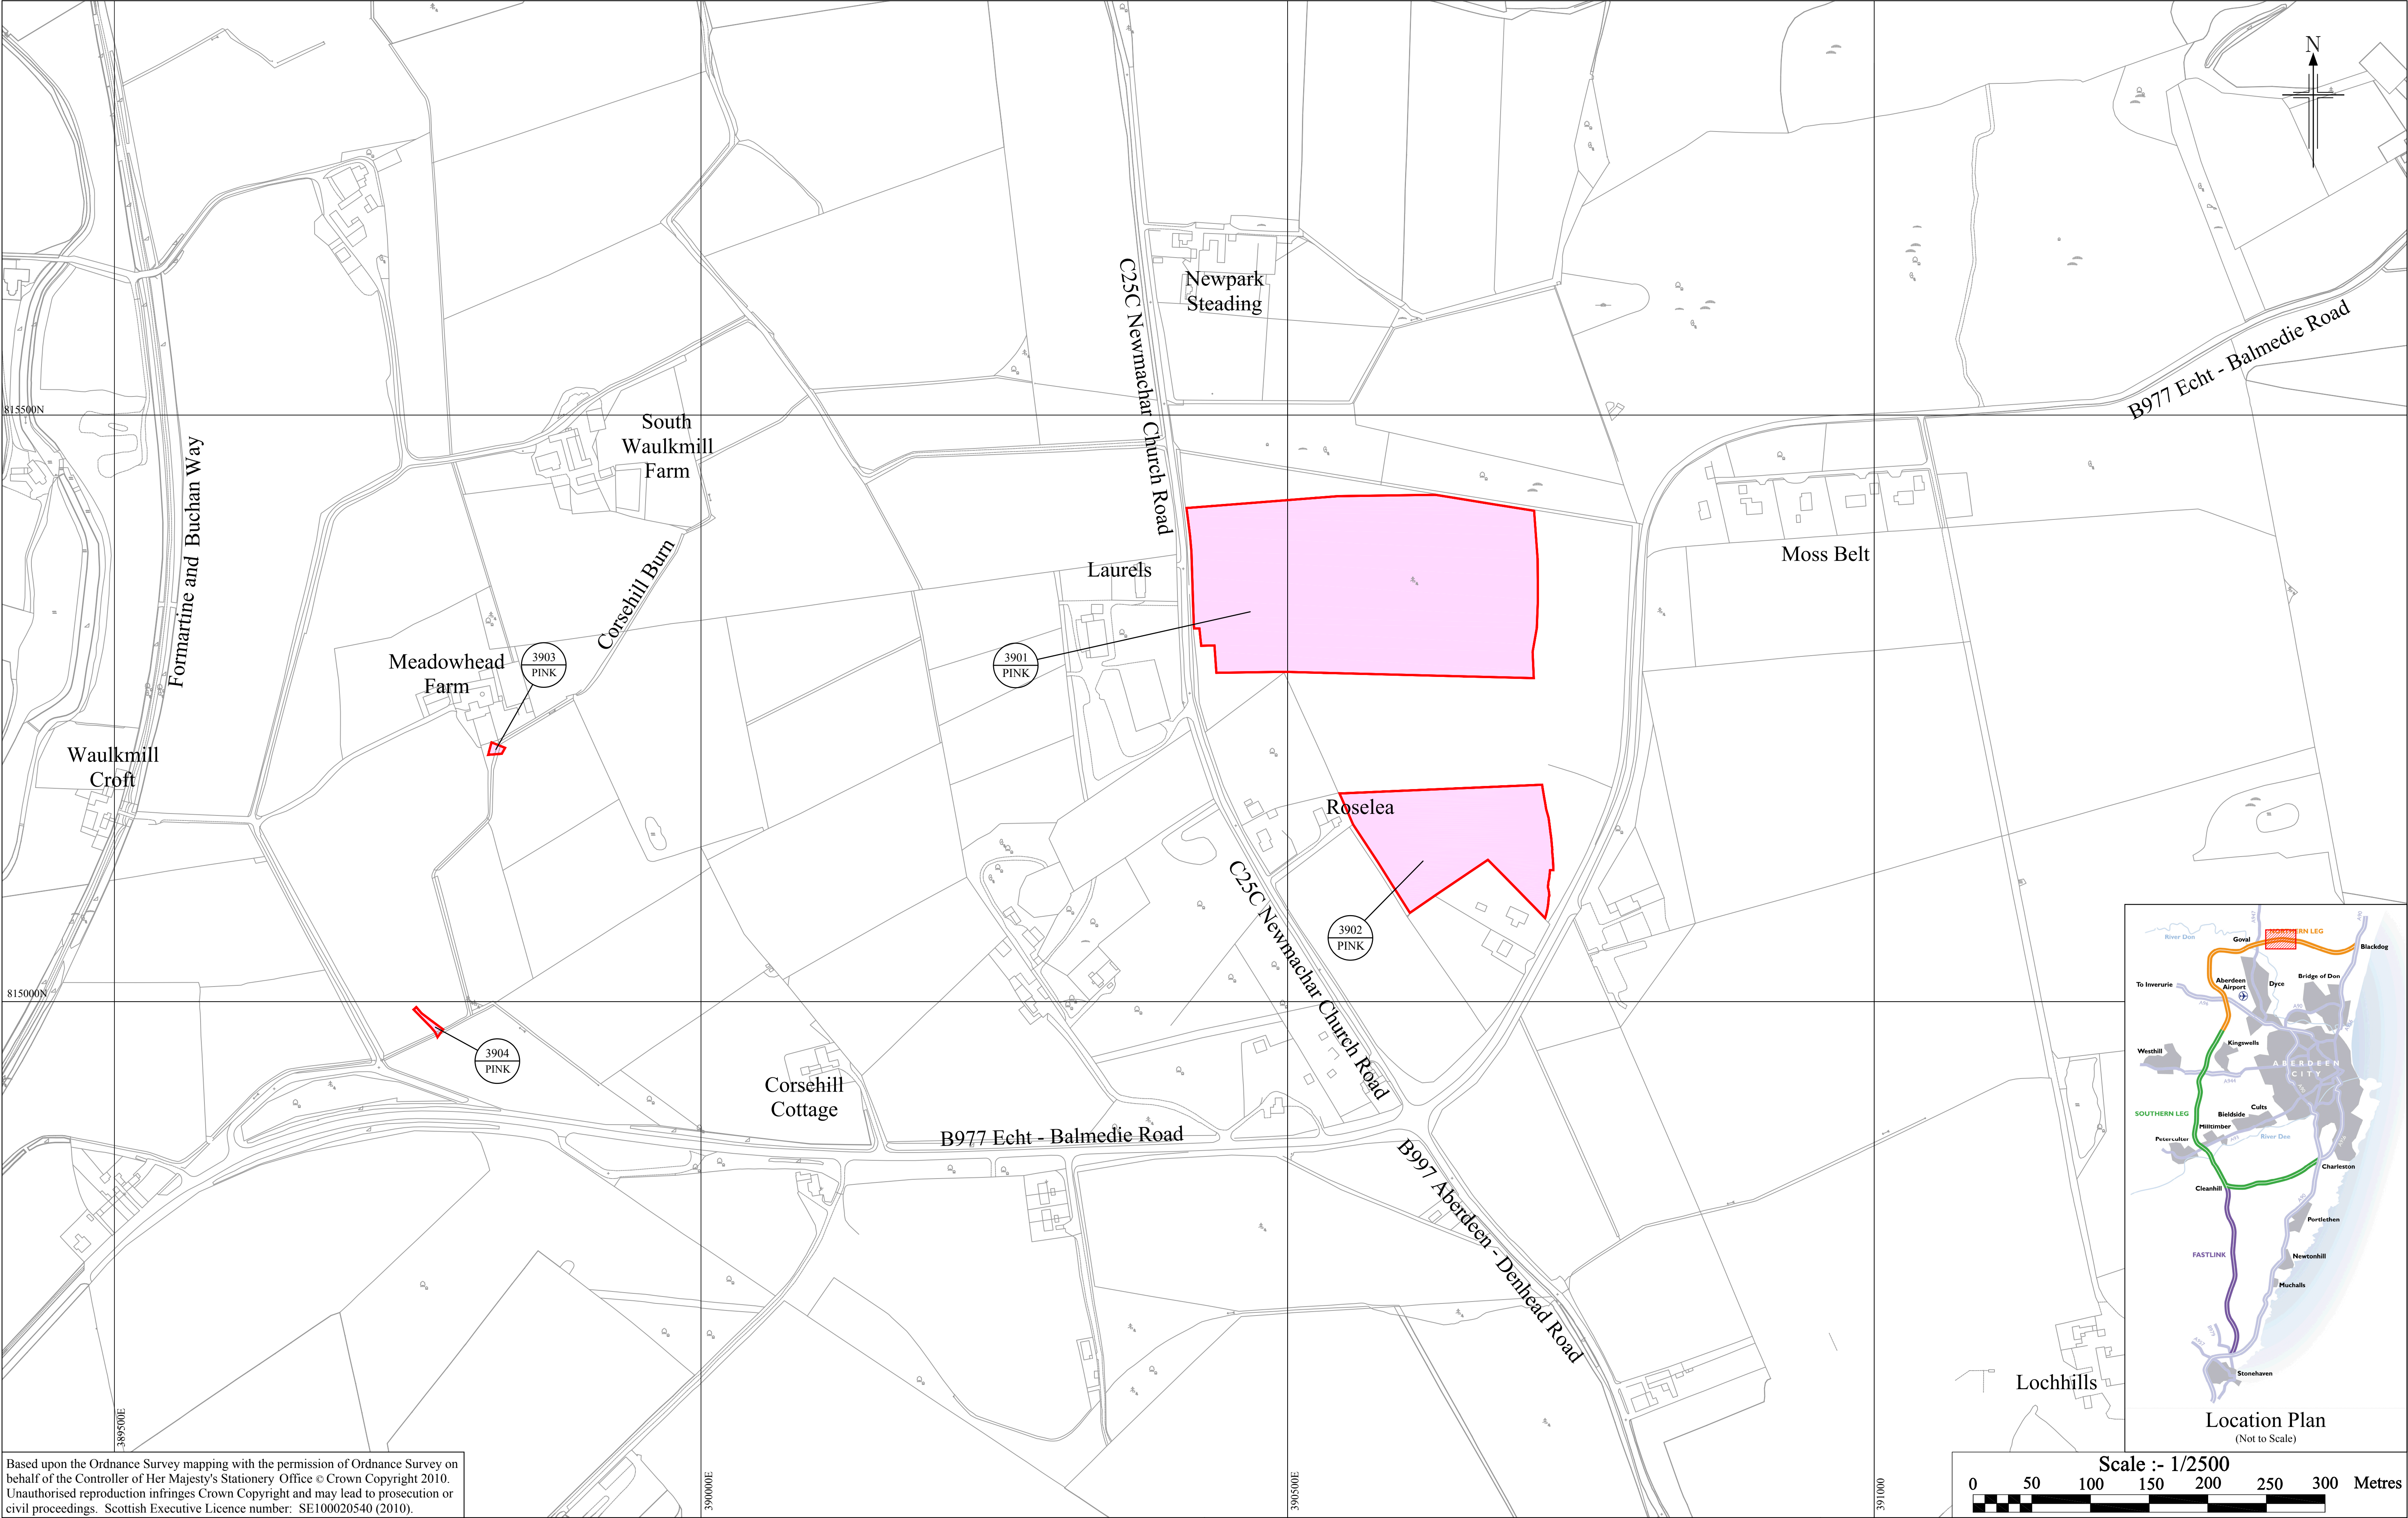 N
C25C Newmachar Church Road
Newpark
Steading
B977 Echt - Balmedie Road
815500N
South
Waulkmill
Farm
Formartine and Buchan Way
Corsehill Burn
Laurels
Moss Belt
Meadowhead
Farm
3903
PINK
3901
PINK
Waulkmill
Croft
Roselea
C25C Newmachar Church Road
3902
PINK
815000N
3904
PINK
Corsehill
Cottage
B977 Echt - Balmedie Road
B997 Aberdeen - Denhead Road
Lochhills
389500E
390000E
390500E
391000
River Don
Goval
NORTHERN LEG
Blackdog
To Inverurie
Aberdeen
Airport
Dyce
Bridge of Don
Westhill
Kingswells
ABERDEEN
CITY
SOUTHERN LEG
Cults
Bieldside
Milltimber
Peterculter
River Dee
Charleston
Cleanhill
Portlethen
FASTLINK
Newtonhill
Muchalls
Stonehaven
Location Plan
(Not to Scale)
Based upon the Ordnance Survey mapping with the permission of Ordnance Survey on
behalf of the Controller of Her Majesty's Stationery Office © Crown Copyright 2010.
Unauthorised reproduction infringes Crown Copyright and may lead to prosecution or
civil proceedings. Scottish Executive Licence number: SE100020540 (2010).
Scale :- 1/2500
0 50 100 150 200 250 300 Metres